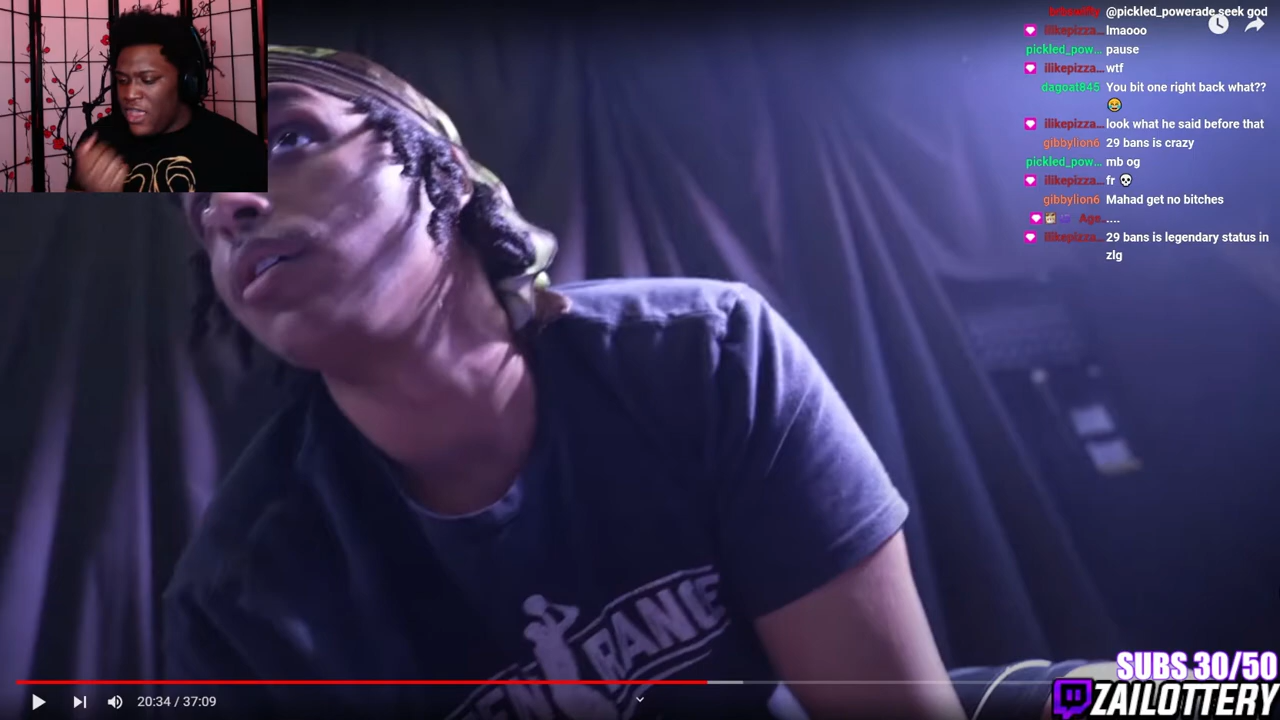 @pickled_powerade seek god
ilikepizza... lmaooo
pickled_pow... pause
ilikepizza... wtf
dagoat845 You bit one right back what??
😂
ilikepizza... look what he said before that
gibbylion6 29 bans is crazy
pickled_pow... mb og
ilikepizza... fr 💀
gibbylion6 Mahad get no bitches
Age... ....
ilikepizza... 29 bans is legendary status in
zlg
RANGE
20:34 / 37:09
SUBS 30/50
ZAILOTTERY